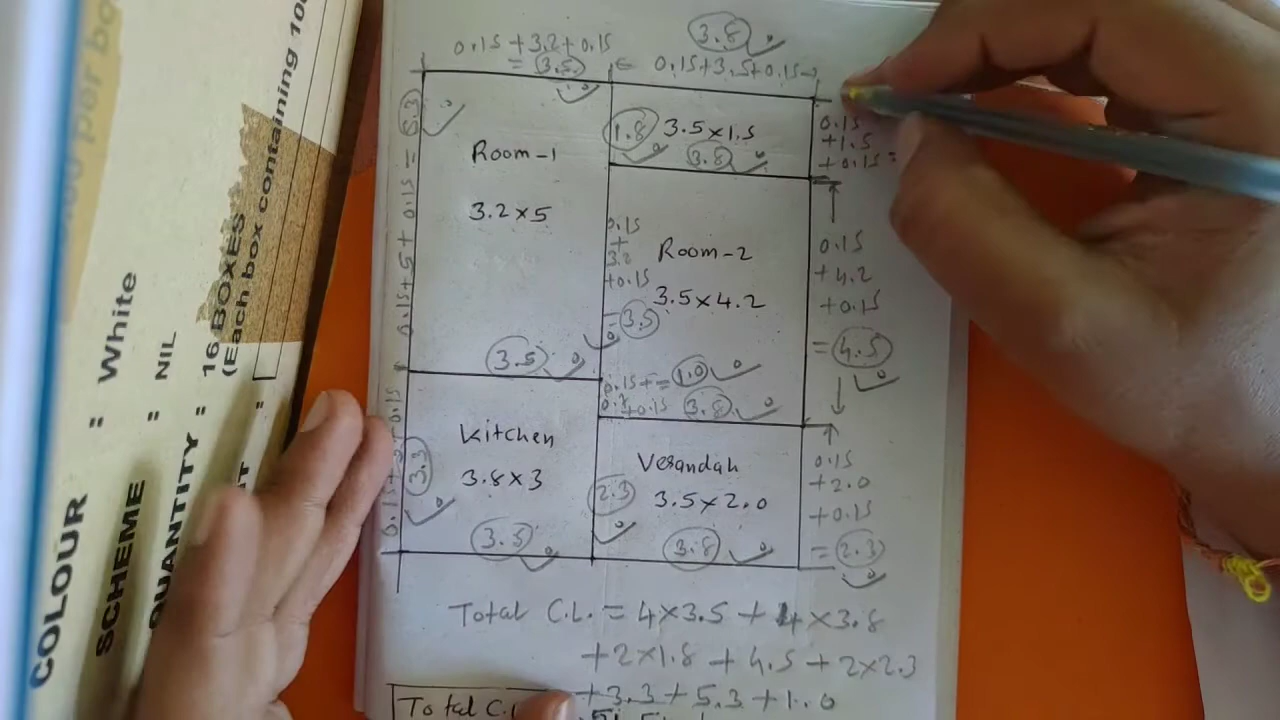 COLOUR : White
SCHEME : NIL
QUANTITY : 16 BOXES
(Each box containing 10
0.15 + 3.2 + 0.15
= 3.5
3.8
← 0.15+3.5+0.15→
0.15+5+0.15 = 5.3
Room-1
3.2×5
3.5
1.8
3.5×1.5
3.8
0.15
+1.5
+0.15=
0.15
+
3.2
+0.15
= 3.5
Room-2
3.5×4.2
0.15
+4.2
+0.15
= 4.5
= 1.0
3.8
3.3
Kitchen
3.8×3
3.5
Verandah
2.3
3.5×2.0
3.8
0.15
+2.0
+0.15
= 2.3
Total C.L. = 4×3.5 + 4×3.8
+2×1.8 + 4.5 + 2×2.3
+3.3 + 5.3 + 1.0
Total C.